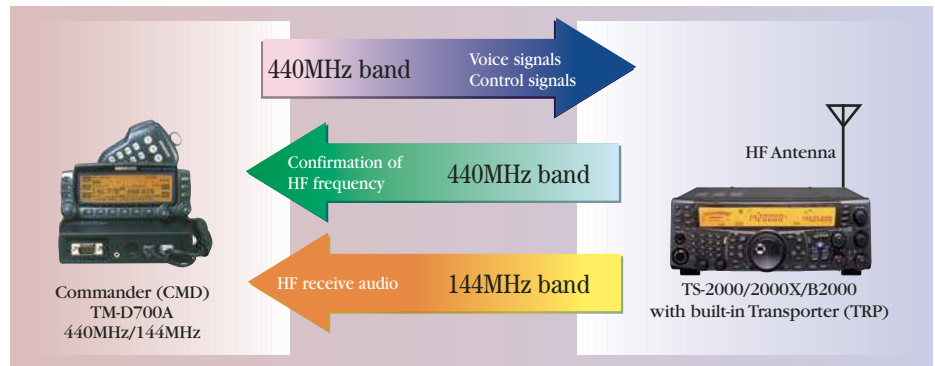 440MHz band
Voice signals
Control signals
Confirmation of
HF frequency
440MHz band
HF Antenna
HF receive audio
144MHz band
Commander (CMD)
TM-D700A
440MHz/144MHz
TS-2000/2000X/B2000
with built-in Transporter (TRP)